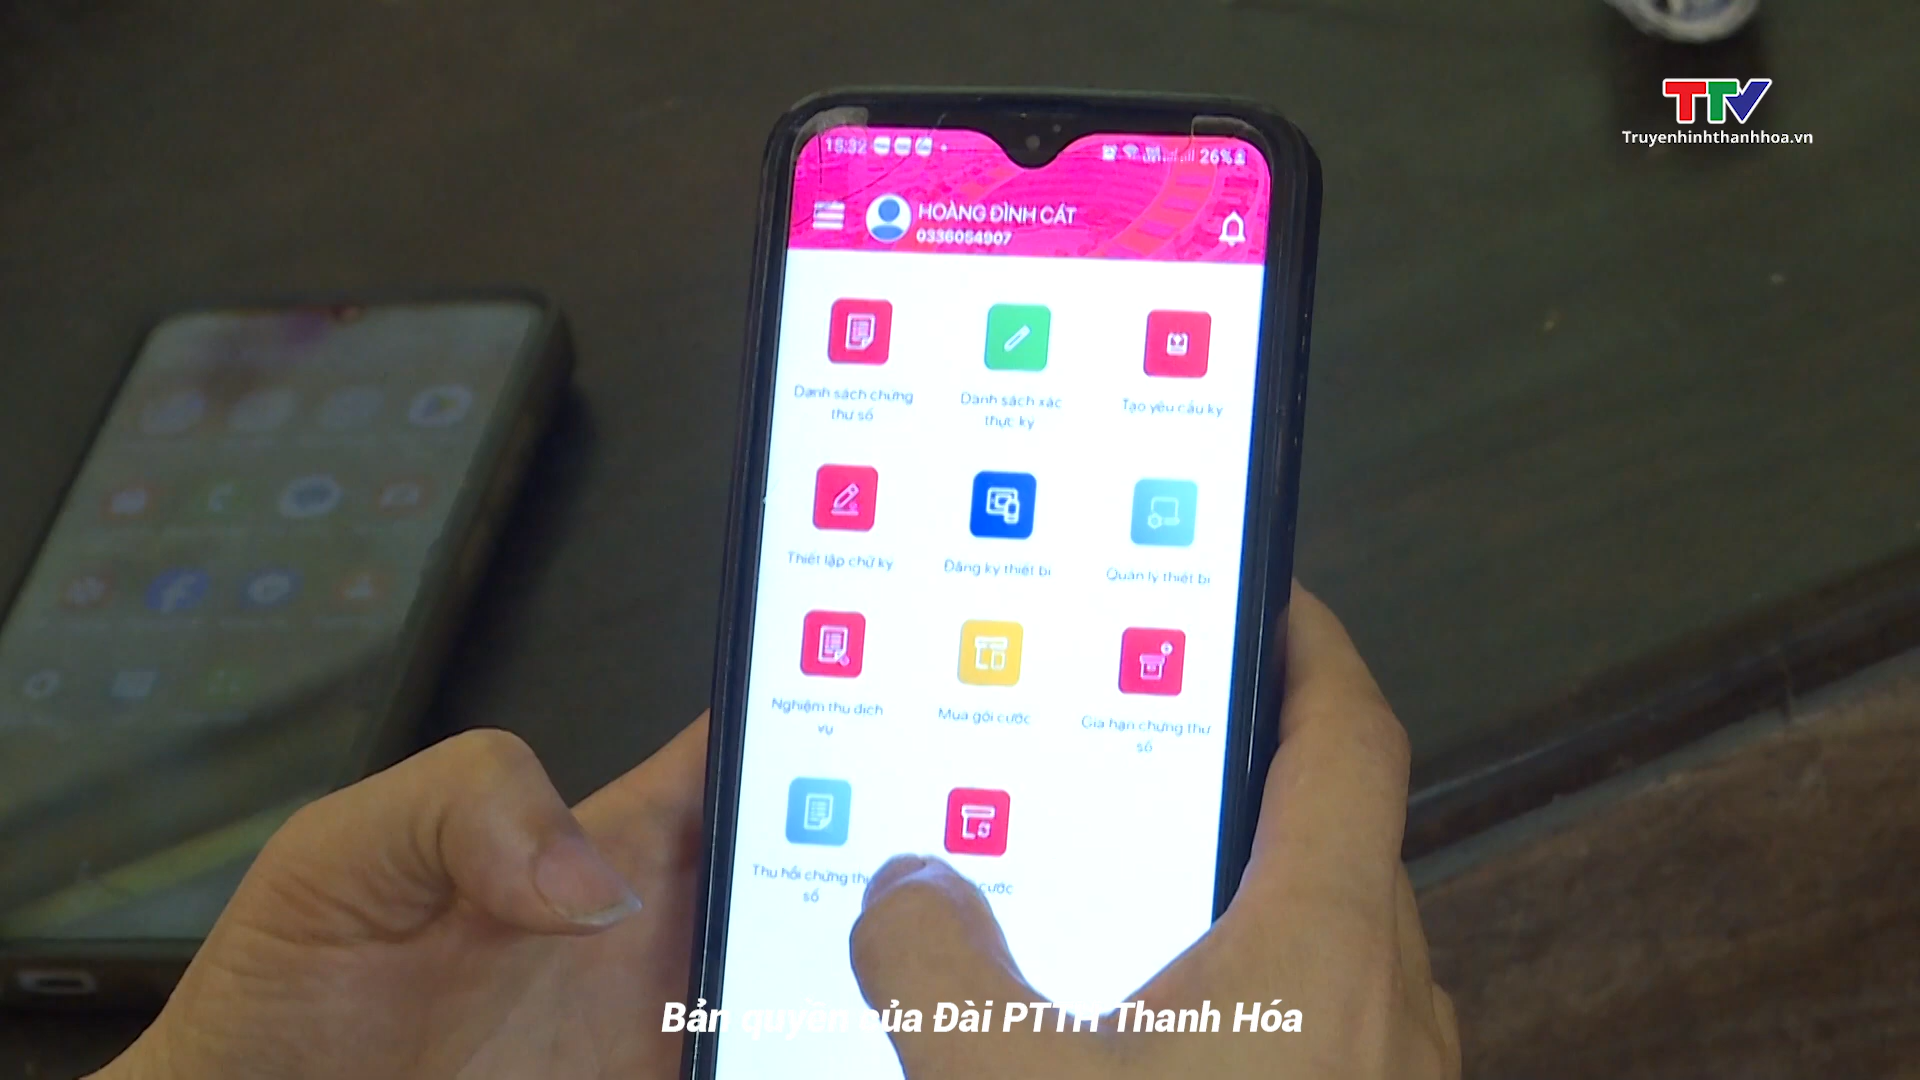 TTV
Truyenhinhthanhhoa.vn
15:32
26%
HOÀNG ĐÌNH CÁT
0336054907
Danh sách chứng
thư số
Danh sách xác
thực ký
Tạo yêu cầu ký
Thiết lập chữ ký
Đăng ký thiết bị
Quản lý thiết bị
Nghiệm thu dịch
vụ
Mua gói cước
Gia hạn chứng thư
số
Thu hồi chứng thư
số
cước
Bản quyền của Đài PTTH Thanh Hóa